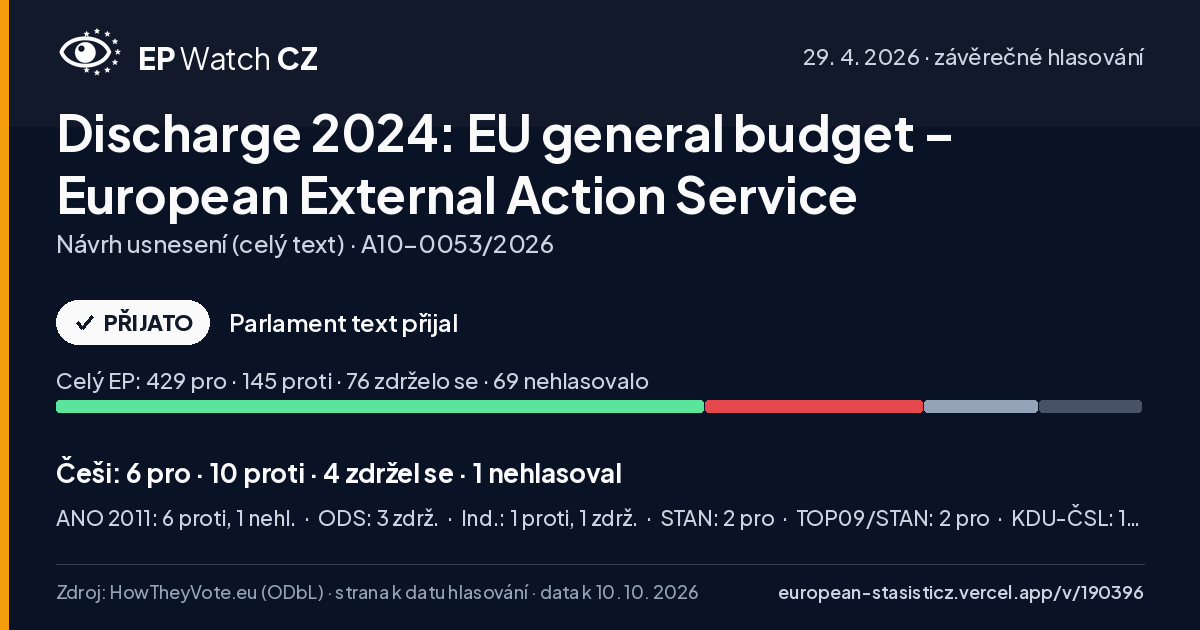 EP Watch CZ
29. 4. 2026 · závěrečné hlasování
Discharge 2024: EU general budget –
European External Action Service
Návrh usnesení (celý text) · A10-0053/2026
✓ PŘIJATO
Parlament text přijal
Celý EP: 429 pro · 145 proti · 76 zdrželo se · 69 nehlasovalo
Češi: 6 pro · 10 proti · 4 zdržel se · 1 nehlasoval
ANO 2011: 6 proti, 1 nehl. · ODS: 3 zdrž. · Ind.: 1 proti, 1 zdrž. · STAN: 2 pro · TOP09/STAN: 2 pro · KDU-ČSL: 1…
Zdroj: HowTheyVote.eu (ODbL) · strana k datu hlasování · data k 10. 10. 2026
european-stasisticz.vercel.app/v/190396